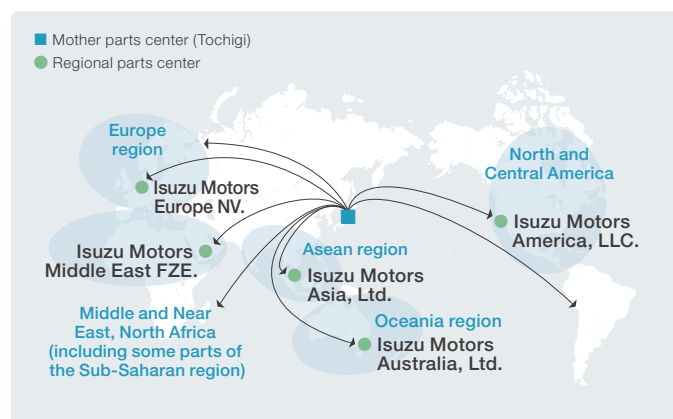 Mother parts center (Tochigi)
Regional parts center
Europe
region
Isuzu Motors
Europe NV.
Isuzu Motors
Middle East FZE.
Middle and Near
East, North Africa
(including some parts of
the Sub-Saharan region)
Asean region
Isuzu Motors
Asia, Ltd.
Oceania region
Isuzu Motors
Australia, Ltd.
North and
Central America
Isuzu Motors
America, LLC.